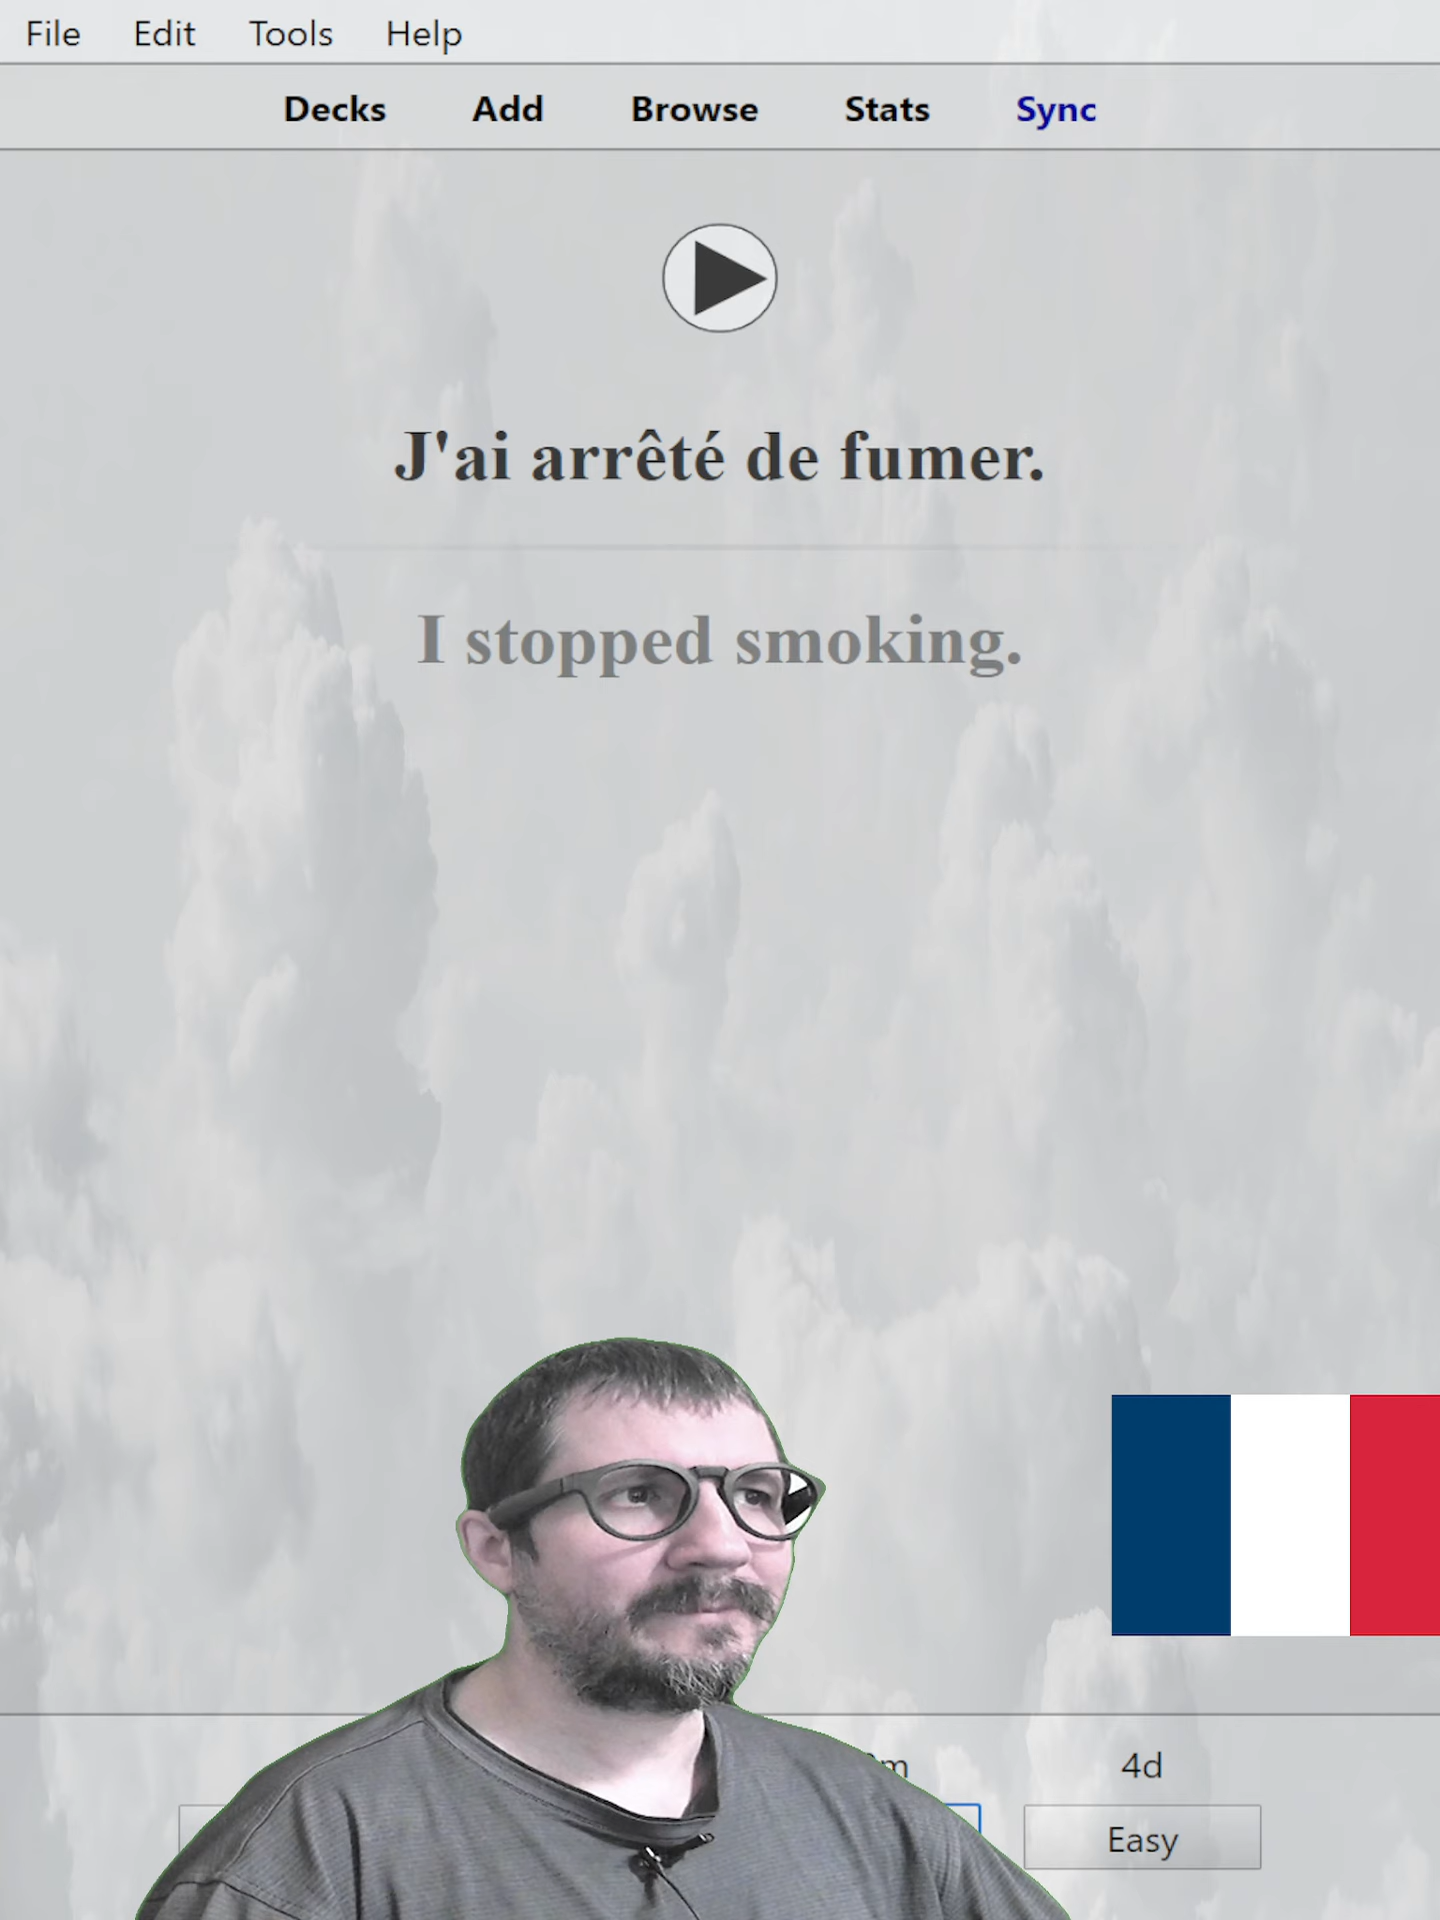 File Edit Tools Help
Decks Add Browse Stats Sync
J'ai arrêté de fumer.
I stopped smoking.
4d
Easy